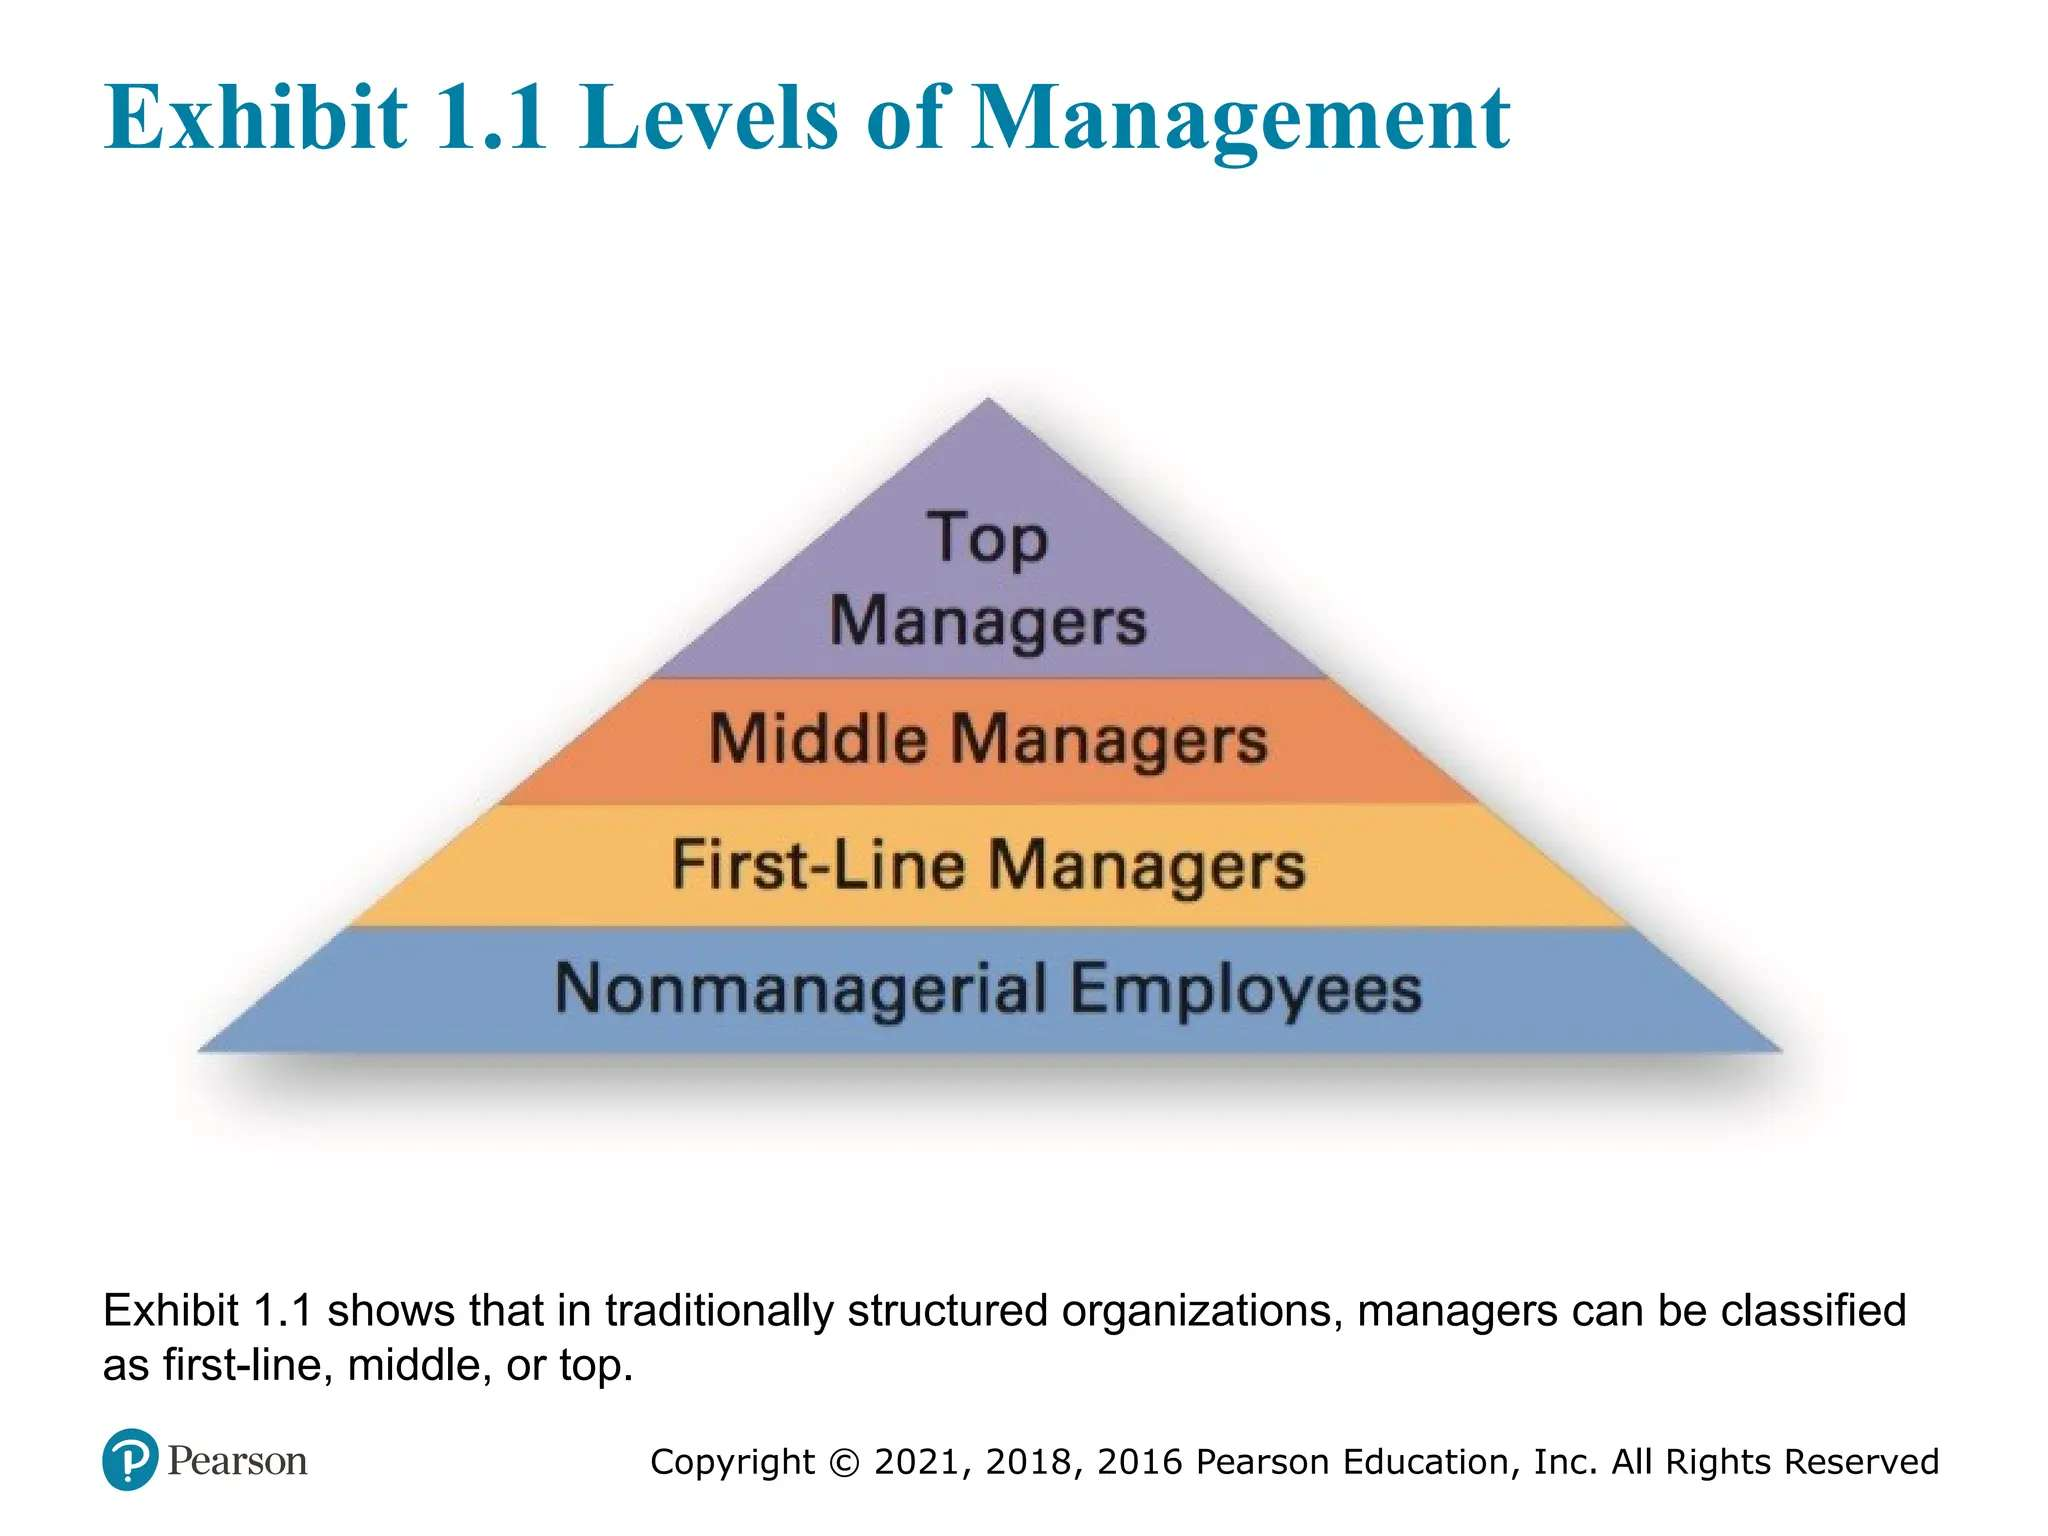 Exhibit 1.1 Levels of Management
Top
Managers
Middle Managers
First-Line Managers
Nonmanagerial Employees
Exhibit 1.1 shows that in traditionally structured organizations, managers can be classified
as first-line, middle, or top.
Pearson
Copyright © 2021, 2018, 2016 Pearson Education, Inc. All Rights Reserved